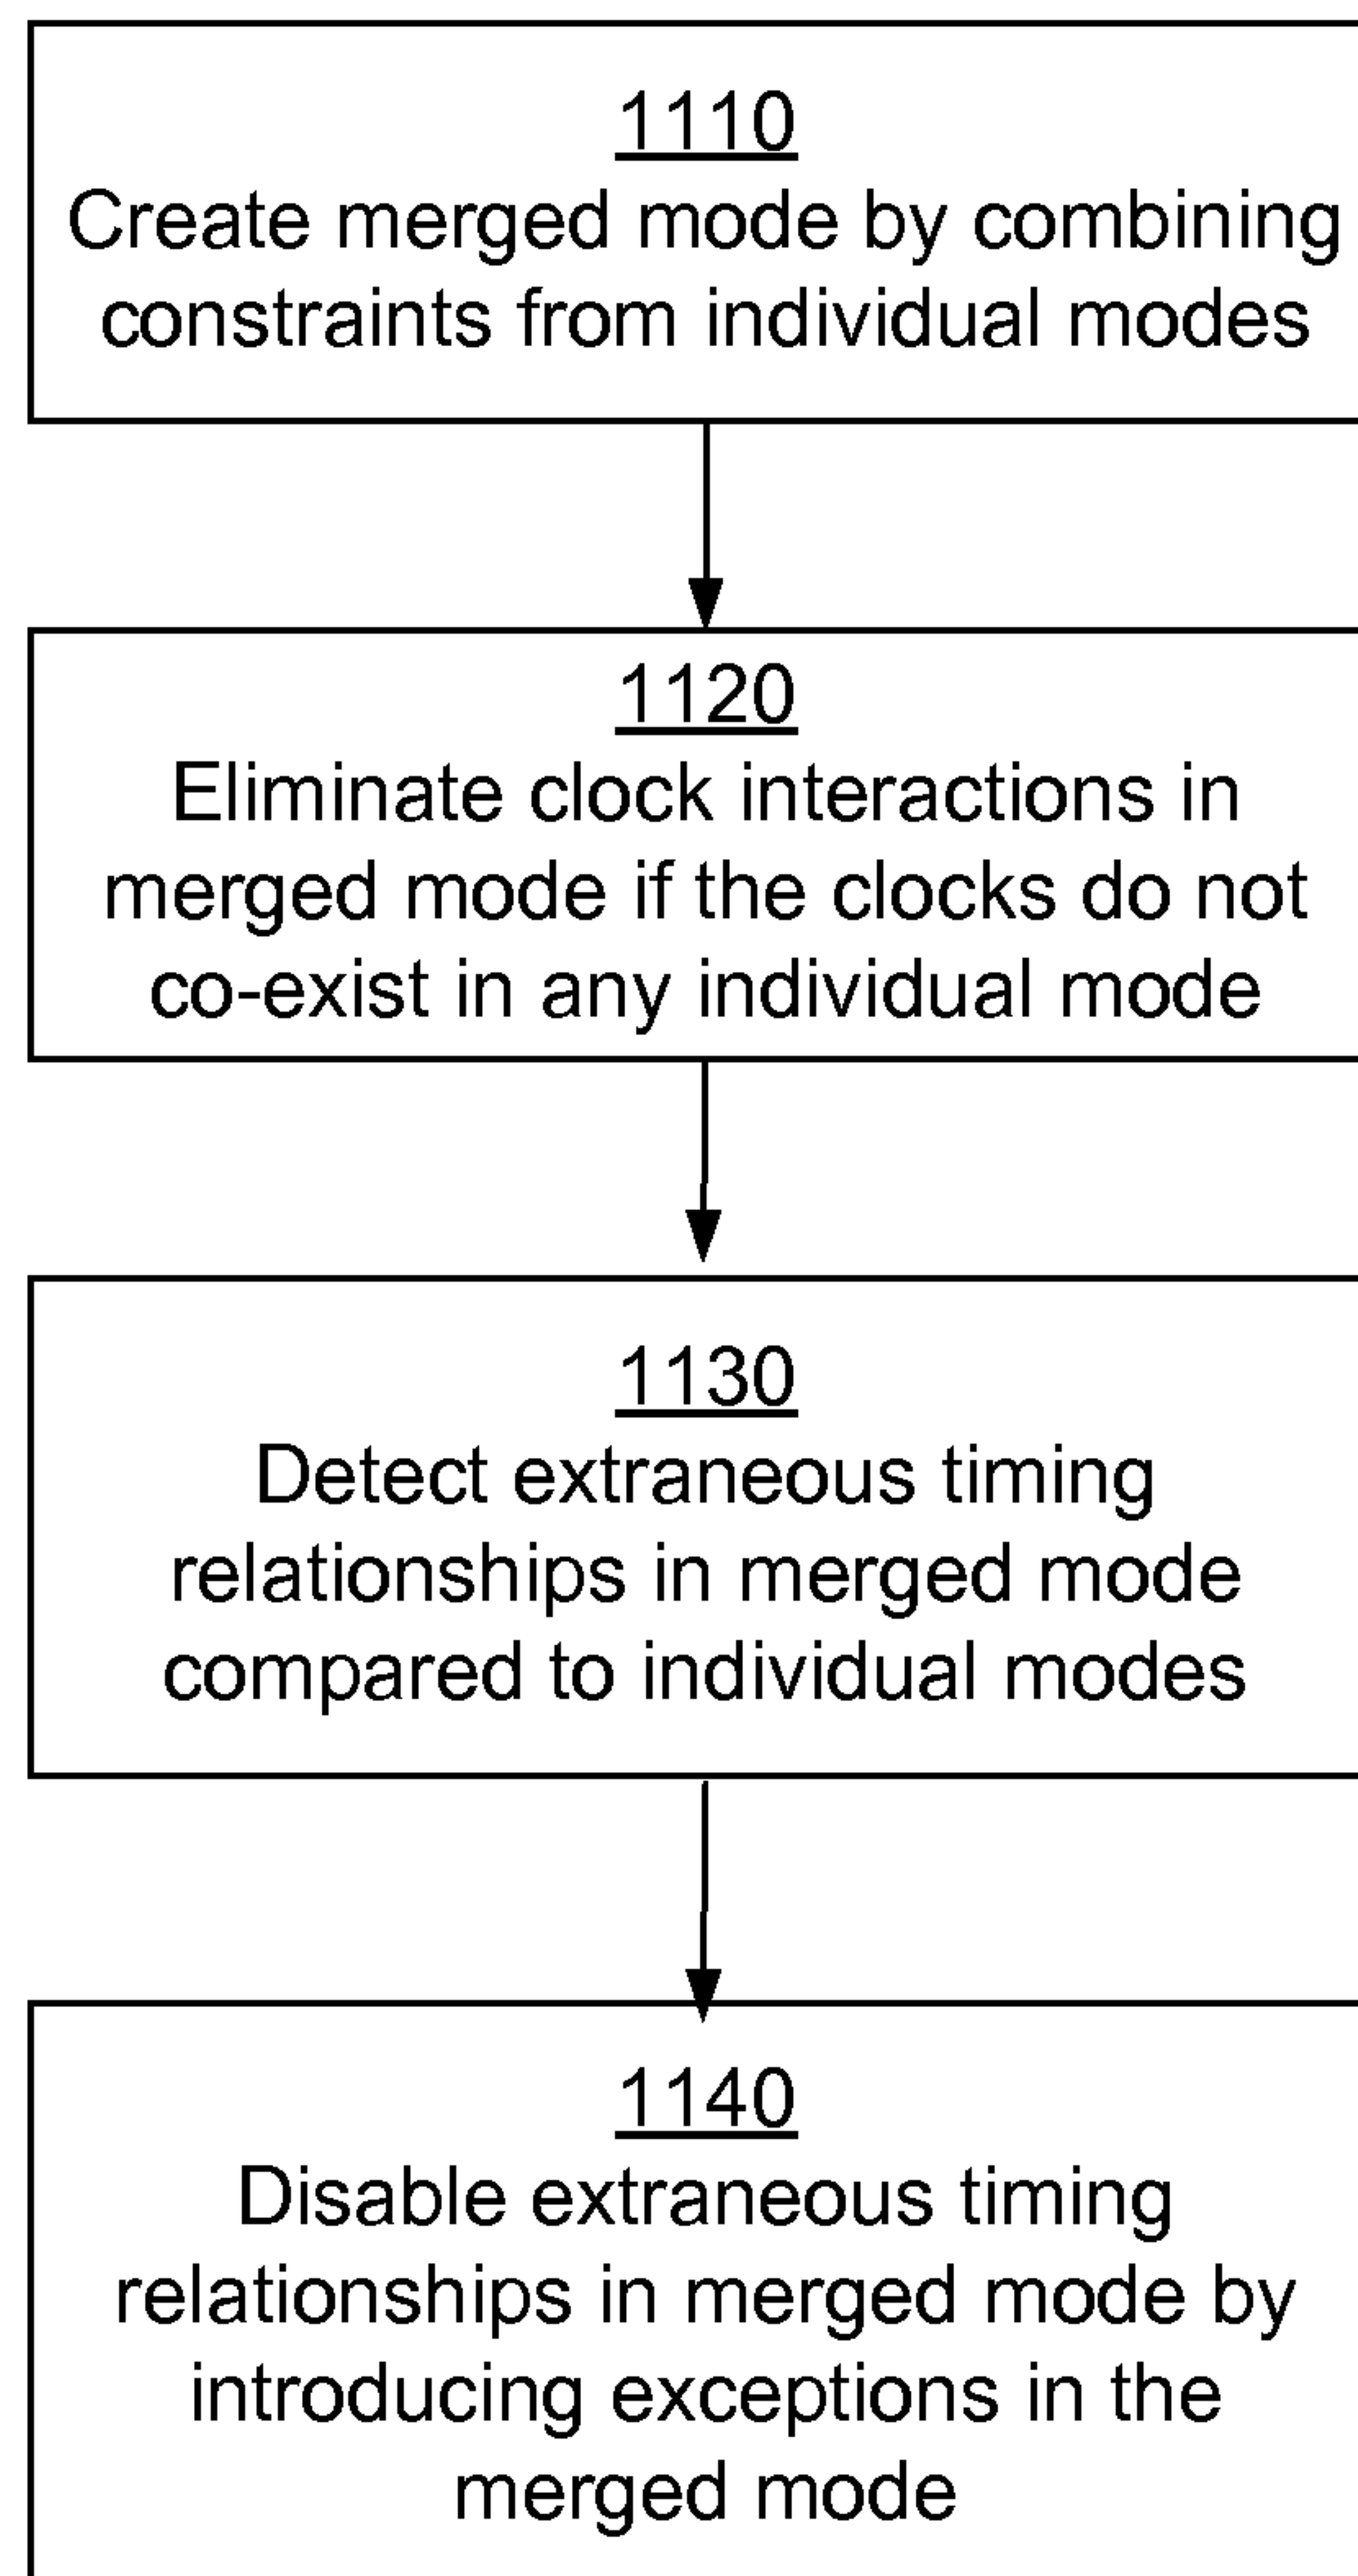 1110
Create merged mode by combining
constraints from individual modes
1120
Eliminate clock interactions in
merged mode if the clocks do not
co-exist in any individual mode
1130
Detect extraneous timing
relationships in merged mode
compared to individual modes
1140
Disable extraneous timing
relationships in merged mode by
introducing exceptions in the
merged mode